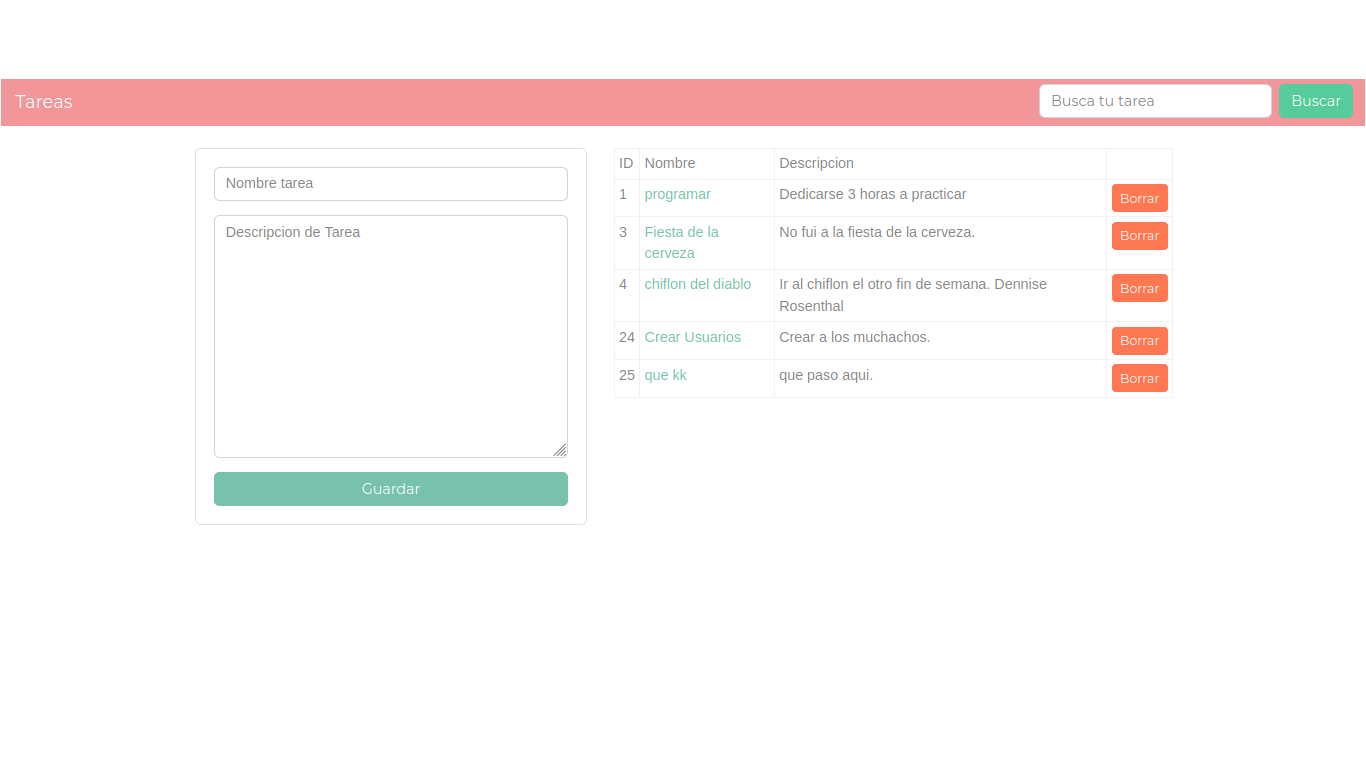 Tareas
Busca tu tarea
Buscar
Nombre tarea
Descripcion de Tarea
Guardar
ID Nombre Descripcion
1 programar Dedicarse 3 horas a practicar Borrar
3 Fiesta de la No fui a la fiesta de la cerveza. Borrar
cerveza
4 chiflon del diablo Ir al chiflon el otro fin de semana. Dennise Borrar
Rosenthal
24 Crear Usuarios Crear a los muchachos. Borrar
25 que kk que paso aqui. Borrar